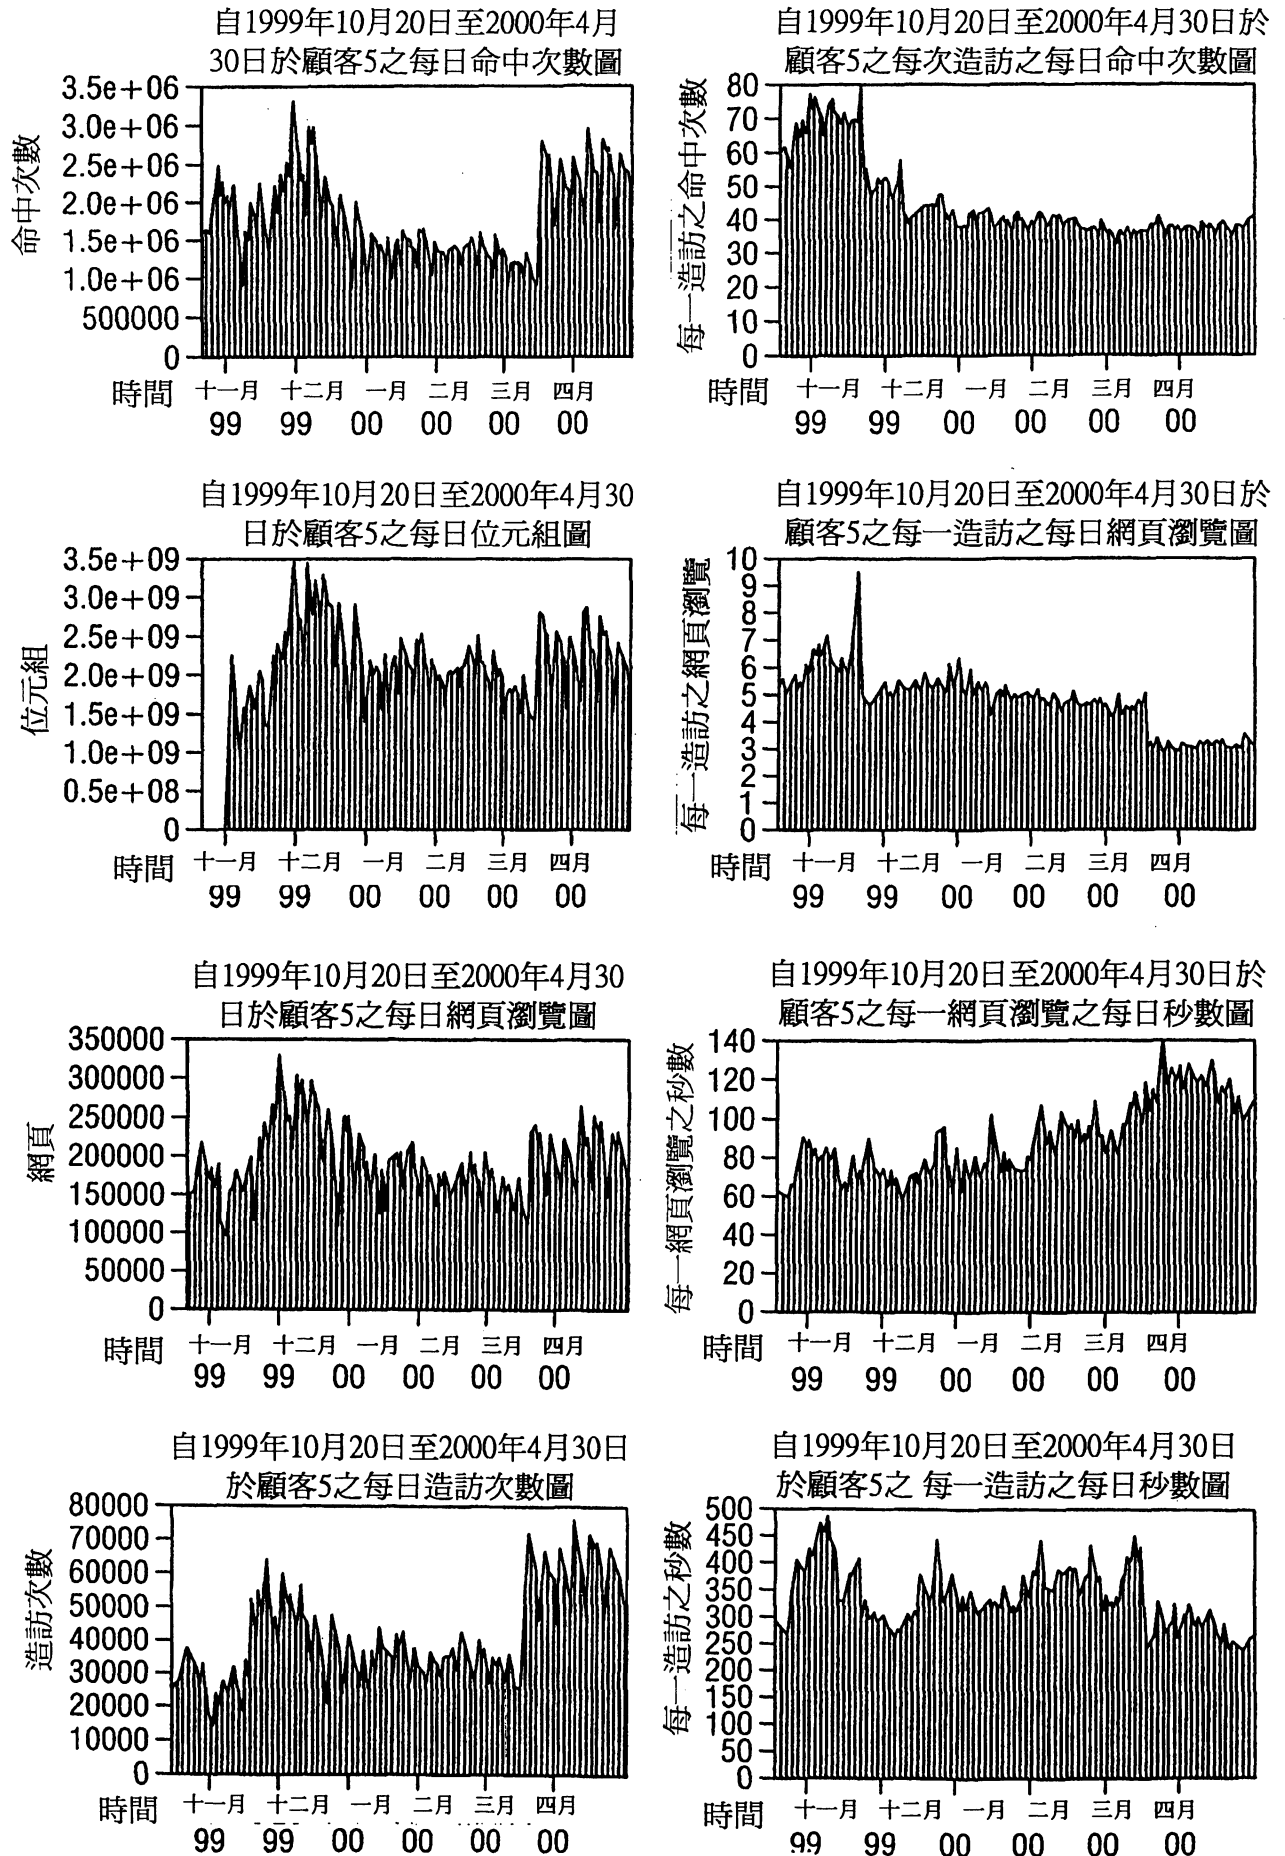 自1999年10月20日至2000年4月
30日於顧客5之每日命中次數圖
命中次數
3.5e+06
3.0e+06
2.5e+06
2.0e+06
1.5e+06
1.0e+06
500000
0
時間 十一月 十二月 一月 二月 三月 四月
99 99 00 00 00 00
自1999年10月20日至2000年4月30日於
顧客5之每次造訪之每日命中次數圖
每一造訪之命中次數
80
70
60
50
40
30
20
10
0
時間 十一月 十二月 一月 二月 三月 四月
99 99 00 00 00 00
自1999年10月20日至2000年4月30
日於顧客5之每日位元組圖
位元組
3.5e+09
3.0e+09
2.5e+09
2.0e+09
1.5e+09
1.0e+09
0.5e+08
0
時間 十一月 十二月 一月 二月 三月 四月
99 99 00 00 00 00
自1999年10月20日至2000年4月30日於
顧客5之每一造訪之每日網頁瀏覽圖
每一造訪之網頁瀏覽
10
9
8
7
6
5
4
3
2
1
0
時間 十一月 十二月 一月 二月 三月 四月
99 99 00 00 00 00
自1999年10月20日至2000年4月30
日於顧客5之每日網頁瀏覽圖
網頁
350000
300000
250000
200000
150000
100000
50000
0
時間 十一月 十二月 一月 二月 三月 四月
99 99 00 00 00 00
自1999年10月20日至2000年4月30日於
顧客5之每一網頁瀏覽之每日秒數圖
每一網頁瀏覽之秒數
140
120
100
80
60
40
20
0
時間 十一月 十二月 一月 二月 三月 四月
99 99 00 00 00 00
自1999年10月20日至2000年4月30日
於顧客5之每日造訪次數圖
造訪次數
80000
70000
60000
50000
40000
30000
20000
10000
0
時間 十一月 十二月 一月 二月 三月 四月
99 99 00 00 00 00
自1999年10月20日至2000年4月30日
於顧客5之 每一造訪之每日秒數圖
每一造訪之秒數
500
450
400
350
300
250
200
150
100
50
0
時間 十一月 十二月 一月 二月 三月 四月
99 99 00 00 00 00